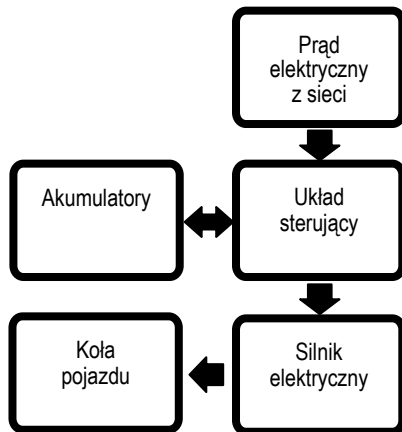 Prąd
elektryczny
z sieci
Akumulatory
Układ
sterujący
Koła
pojazdu
Silnik
elektryczny